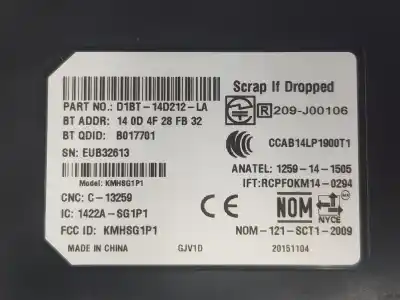 Scrap If Dropped
R 209-J00106
PART NO.: D1BT-14D212-LA
BT ADDR: 14 0D 4F 28 FB 32
BT QDID: B017701
SN: EUB32613
CCAB14LP1900T1
ANATEL: 1259-14-1505
IFT:RCPFOKM14-0294
Model: KMHSG1P1
CNC: C-13259
IC: 1422A-SG1P1
FCC ID: KMHSG1P1
CE
NOM
NYCE
NOM-121-SCT1-2009
MADE IN CHINA
GJV1D
20151104